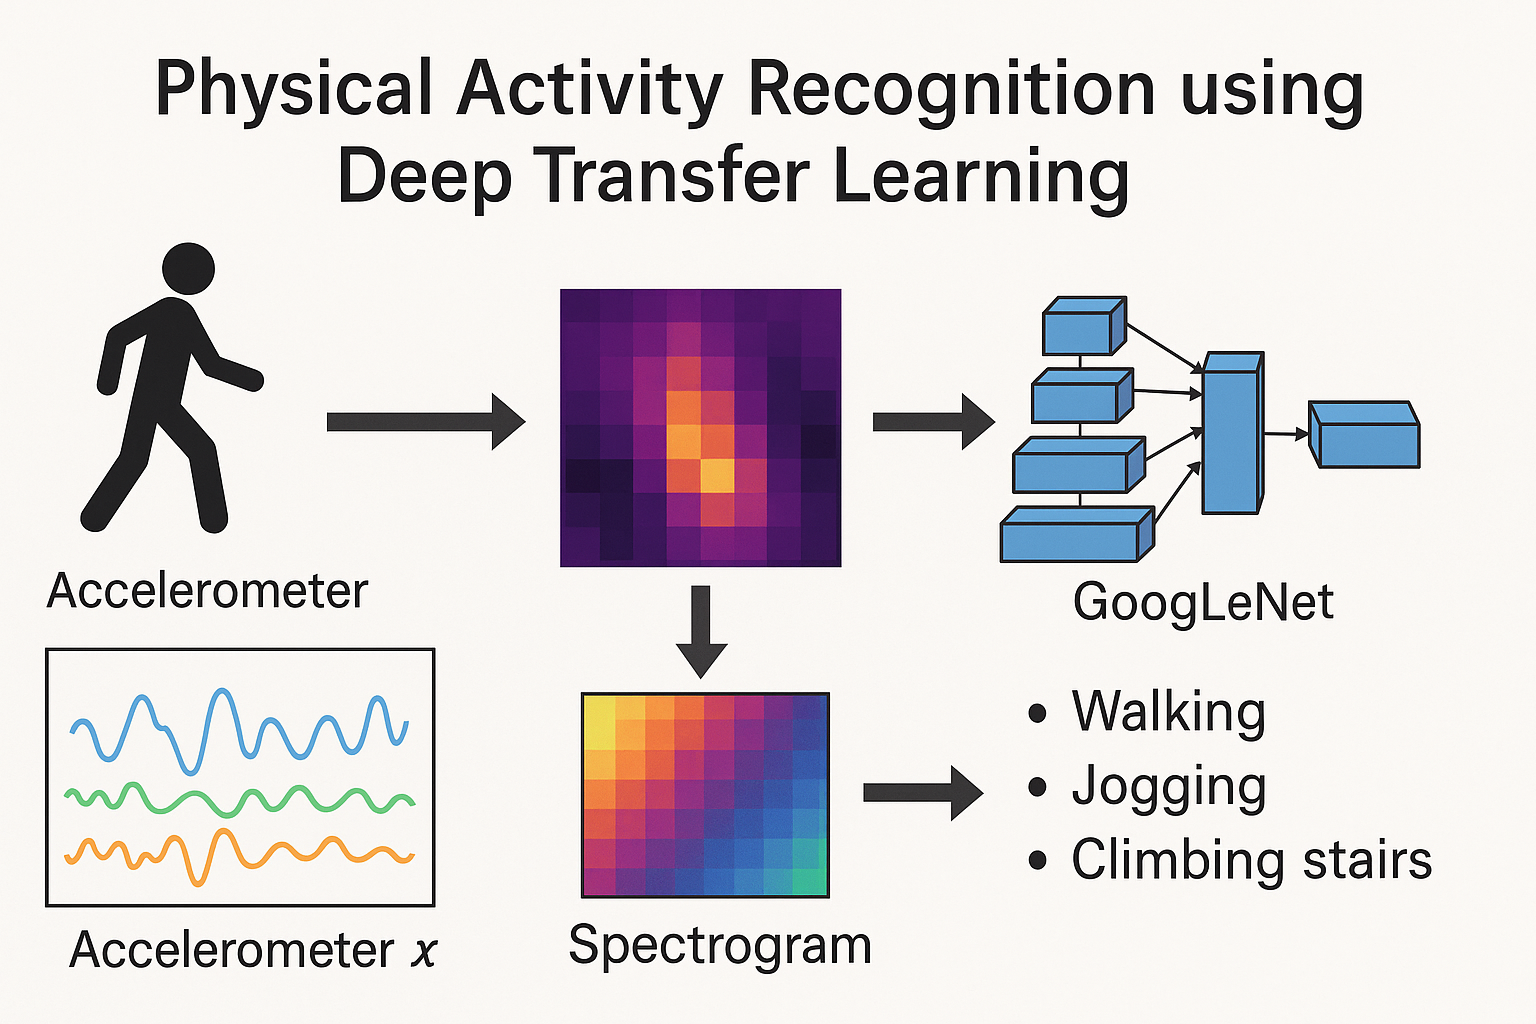 Physical Activity Recognition using
Deep Transfer Learning
Accelerometer
GoogLeNet
Accelerometer x
Spectrogram
• Walking
• Jogging
• Climbing stairs